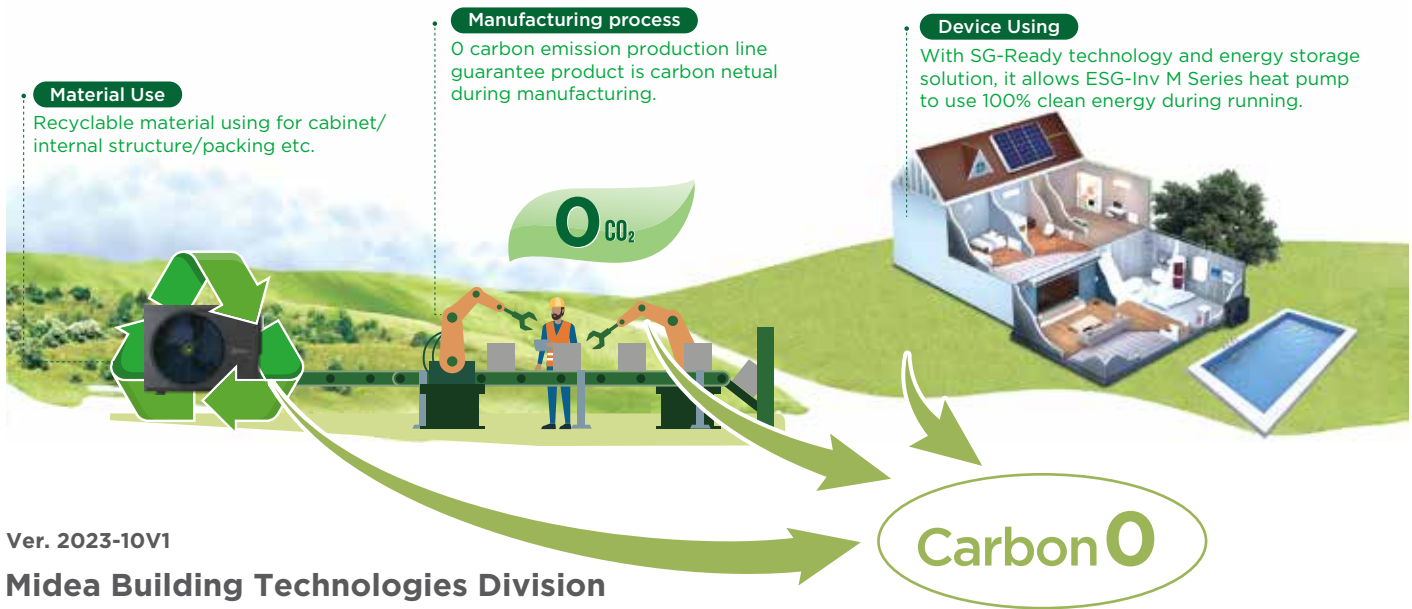 Material Use
Recyclable material using for cabinet/
internal structure/packing etc.
Manufacturing process
0 carbon emission production line
guarantee product is carbon netual
during manufacturing.
Device Using
With SG-Ready technology and energy storage
solution, it allows ESG-Inv M Series heat pump
to use 100% clean energy during running.
0 CO₂
Carbon 0
Ver. 2023-10V1
Midea Building Technologies Division